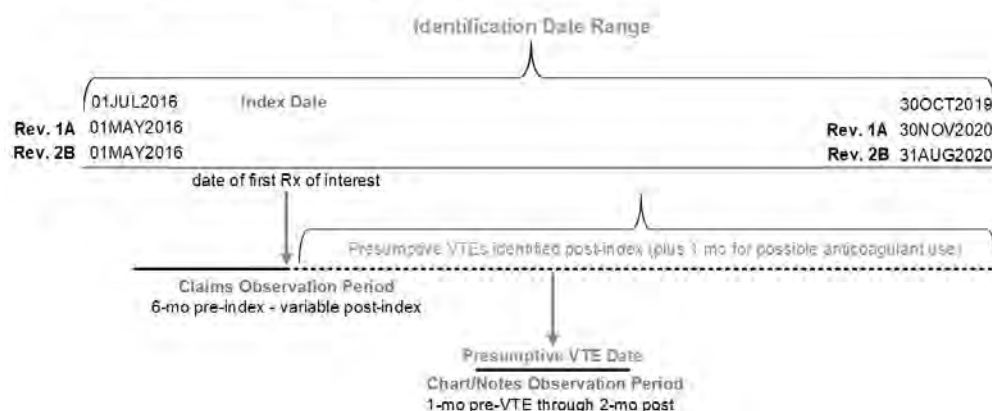 Identification Date Range
01JUL2016 Index Date 30OCT2019
Rev. 1A 01MAY2016 Rev. 1A 30NOV2020
Rev. 2B 01MAY2016 Rev. 2B 31AUG2020
date of first Rx of interest
Presumptive VTEs identified post-index (plus 1 mo for possible anticoagulant use)
Claims Observation Period
6-mo pre-index - variable post-index
Presumptive VTE Date
Chart/Notes Observation Period
1-mo pre-VTE through 2-mo post